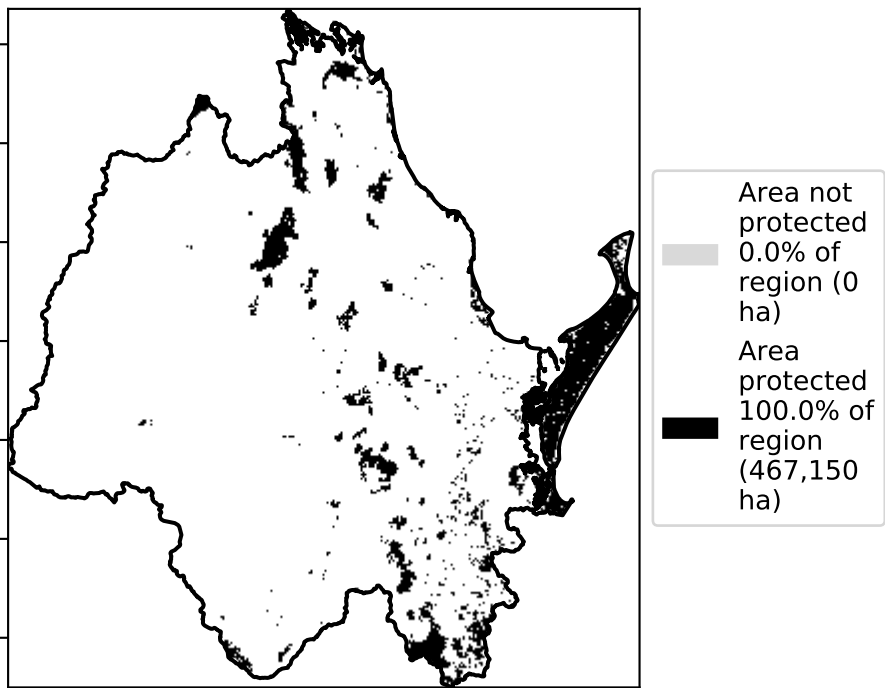 Area not
protected
0.0% of
region (0
ha)
Area
protected
100.0% of
region
(467,150
ha)